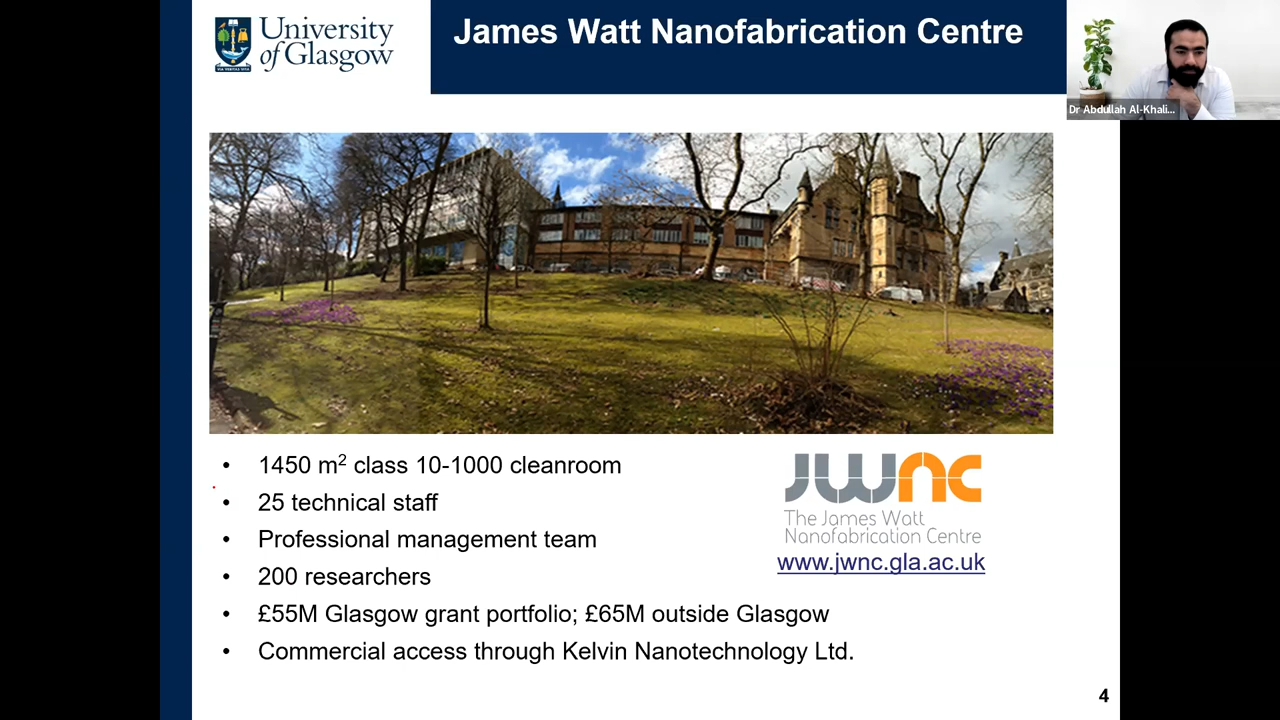 University
of Glasgow
James Watt Nanofabrication Centre
Dr Abdullah Al-Khali...
• 1450 m² class 10-1000 cleanroom
• 25 technical staff
• Professional management team
• 200 researchers
• £55M Glasgow grant portfolio; £65M outside Glasgow
• Commercial access through Kelvin Nanotechnology Ltd.
JWNC
The James Watt
Nanofabrication Centre
www.jwnc.gla.ac.uk
4